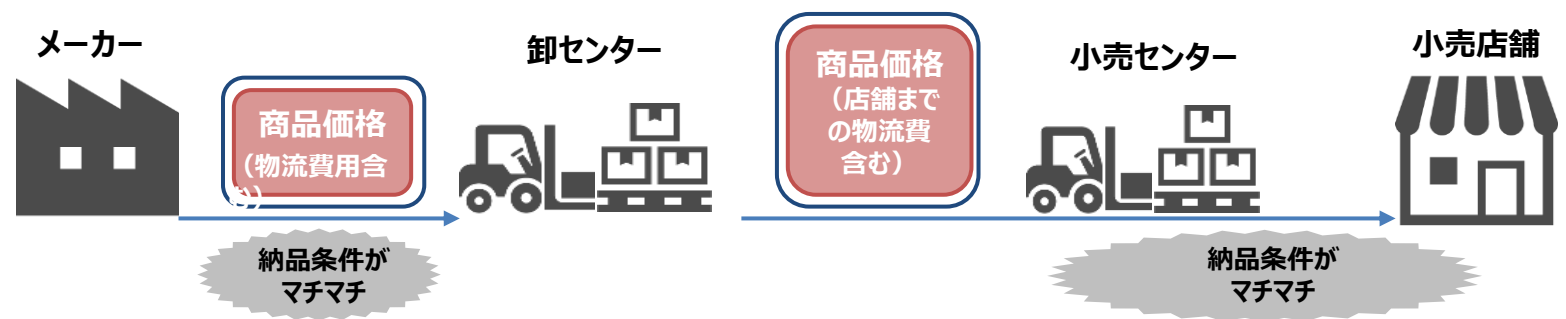 メーカー
商品価格
（物流費用含
む）
納品条件が
マチマチ
卸センター
商品価格
（店舗まで
の物流費
含む）
小売センター
小売店舗
納品条件が
マチマチ